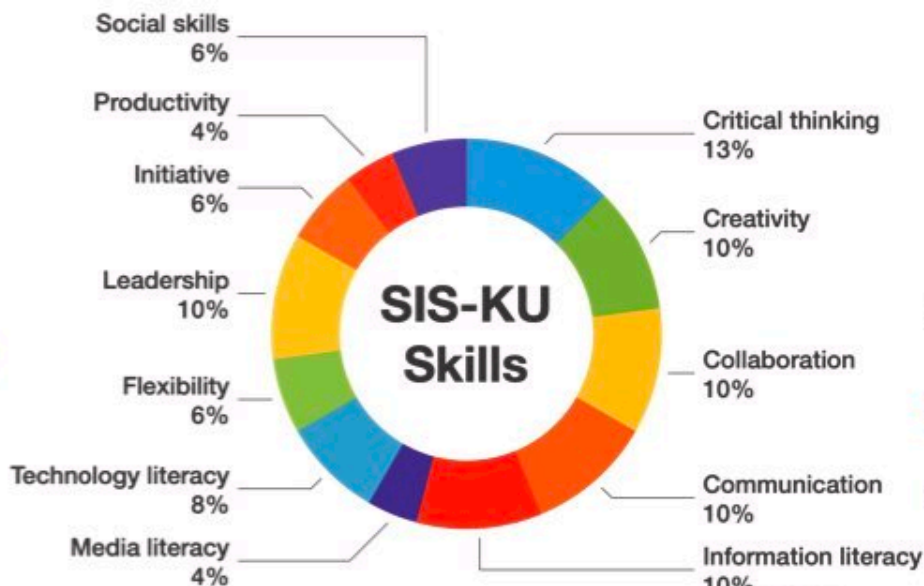 Social skills
6%
Productivity
4%
Initiative
6%
Leadership
10%
Flexibility
6%
Technology literacy
8%
Media literacy
4%
SIS-KU
Skills
Critical thinking
13%
Creativity
10%
Collaboration
10%
Communication
10%
Information literacy
10%